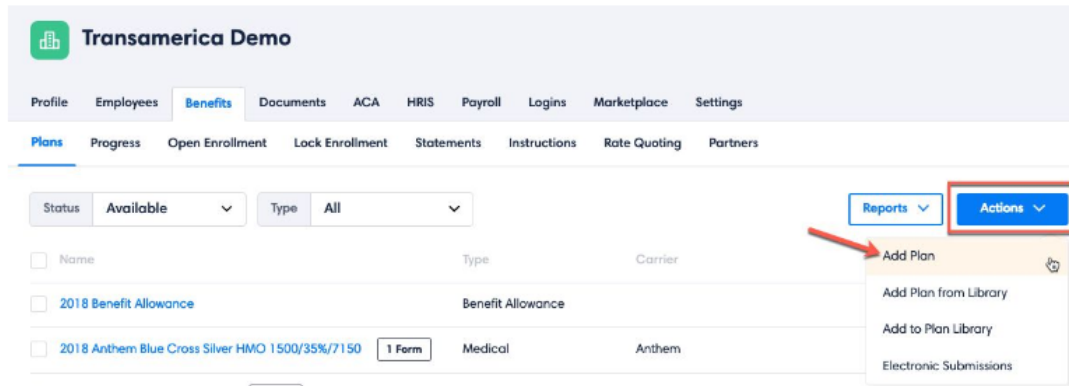 Transamerica Demo
Profile Employees Benefits Documents ACA HRIS Payroll Logins Marketplace Settings
Plans Progress Open Enrollment Lock Enrollment Statements Instructions Rate Quoting Partners
Status Available Type All Reports Actions
Name Type Carrier Add Plan
Add Plan from Library
2018 Benefit Allowance Benefit Allowance
Add to Plan Library
2018 Anthem Blue Cross Silver HMO 1500/35%/7150 1 Form Medical Anthem
Electronic Submissions